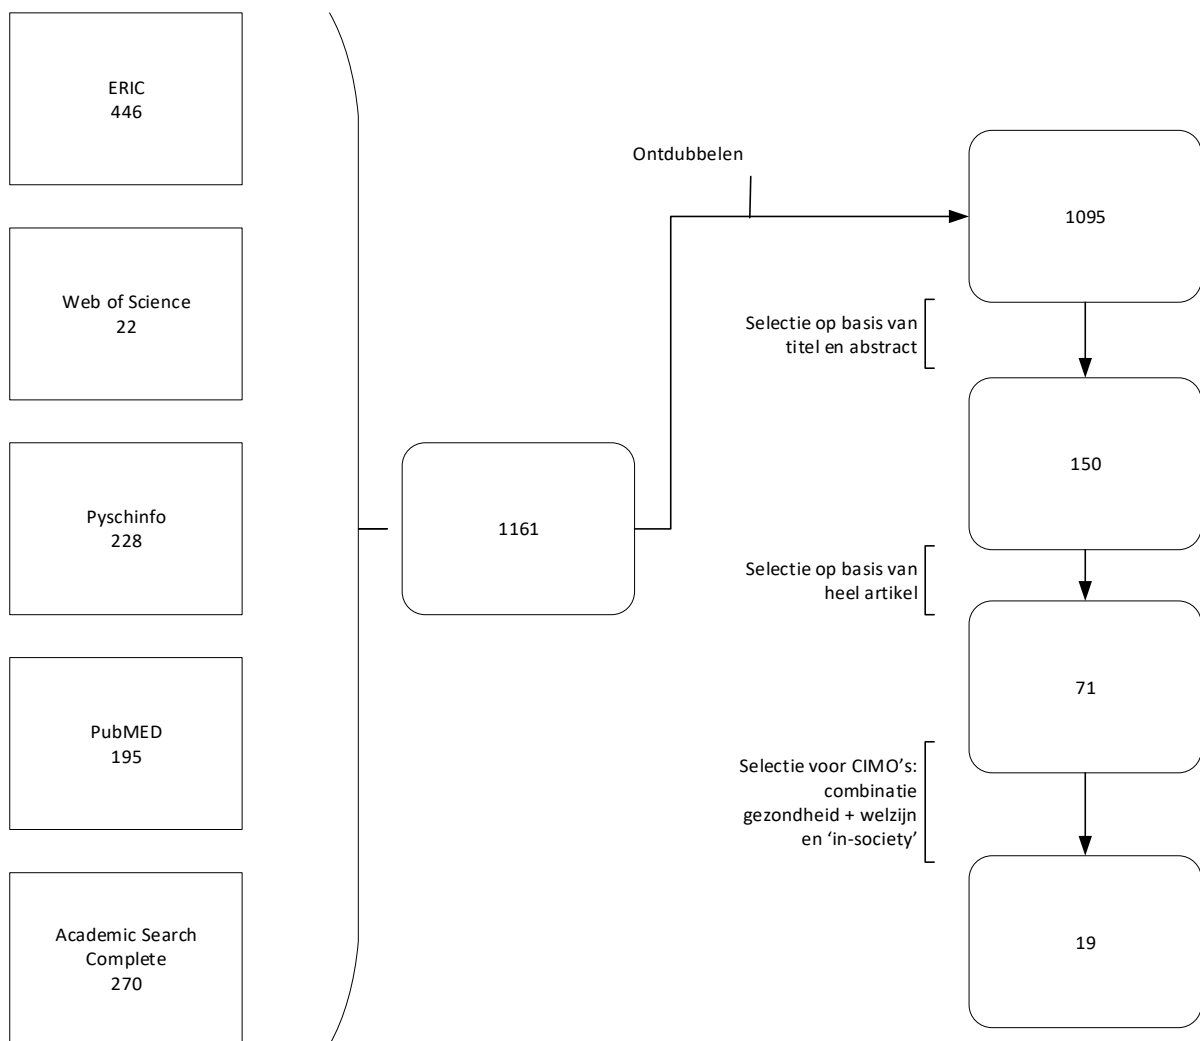 ERIC
446
Web of Science
22
Pyschinfo
228
PubMED
195
Academic Search
Complete
270
1161
Ontdubbelen
1095
Selectie op basis van
titel en abstract
150
Selectie op basis van
heel artikel
71
Selectie voor CIMO’s:
combinatie
gezondheid + welzijn
en ‘in-society’
19